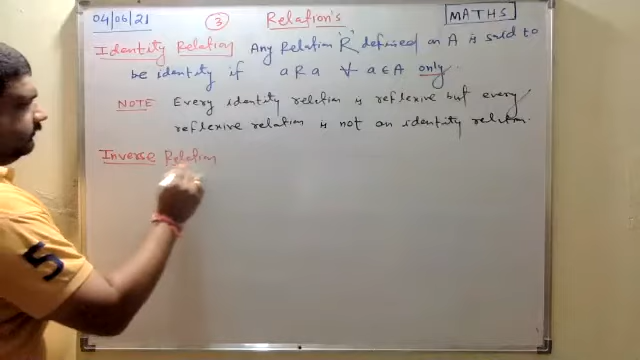 04/06/21 3 Relation's MATHS
Identity Relation Any Relation 'R' defined on A is said to
be identity if a R a ∀ a ∈ A only.
NOTE Every identity relation is reflexive but every
reflexive relation is not an identity relation.
Inverse Relation
5